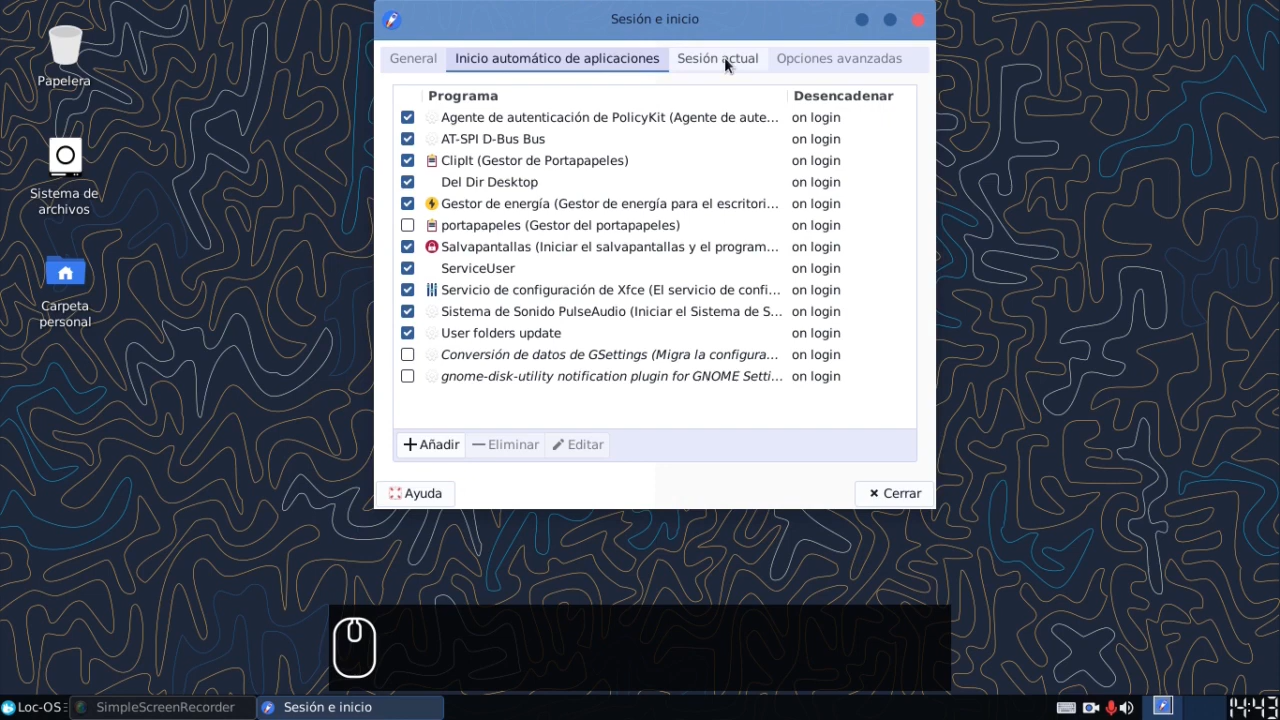 Sesión e inicio
Papelera
General
Inicio automático de aplicaciones
Sesión actual
Opciones avanzadas
Programa
Desencadenar
Agente de autenticación de PolicyKit (Agente de aute... on login
AT-SPI D-Bus Bus on login
ClipIt (Gestor de Portapapeles) on login
Del Dir Desktop on login
Gestor de energía (Gestor de energía para el escritori... on login
portapapeles (Gestor del portapapeles) on login
Salvapantallas (Iniciar el salvapantallas y el program... on login
ServiceUser on login
Servicio de configuración de Xfce (El servicio de confi... on login
Sistema de Sonido PulseAudio (Iniciar el Sistema de S... on login
User folders update on login
Conversión de datos de GSettings (Migra la configura... on login
gnome-disk-utility notification plugin for GNOME Setti... on login
Sistema de
archivos
Carpeta
personal
Añadir
Eliminar
Editar
Ayuda
Cerrar
Loc-OS
SimpleScreenRecorder
Sesión e inicio
14:43